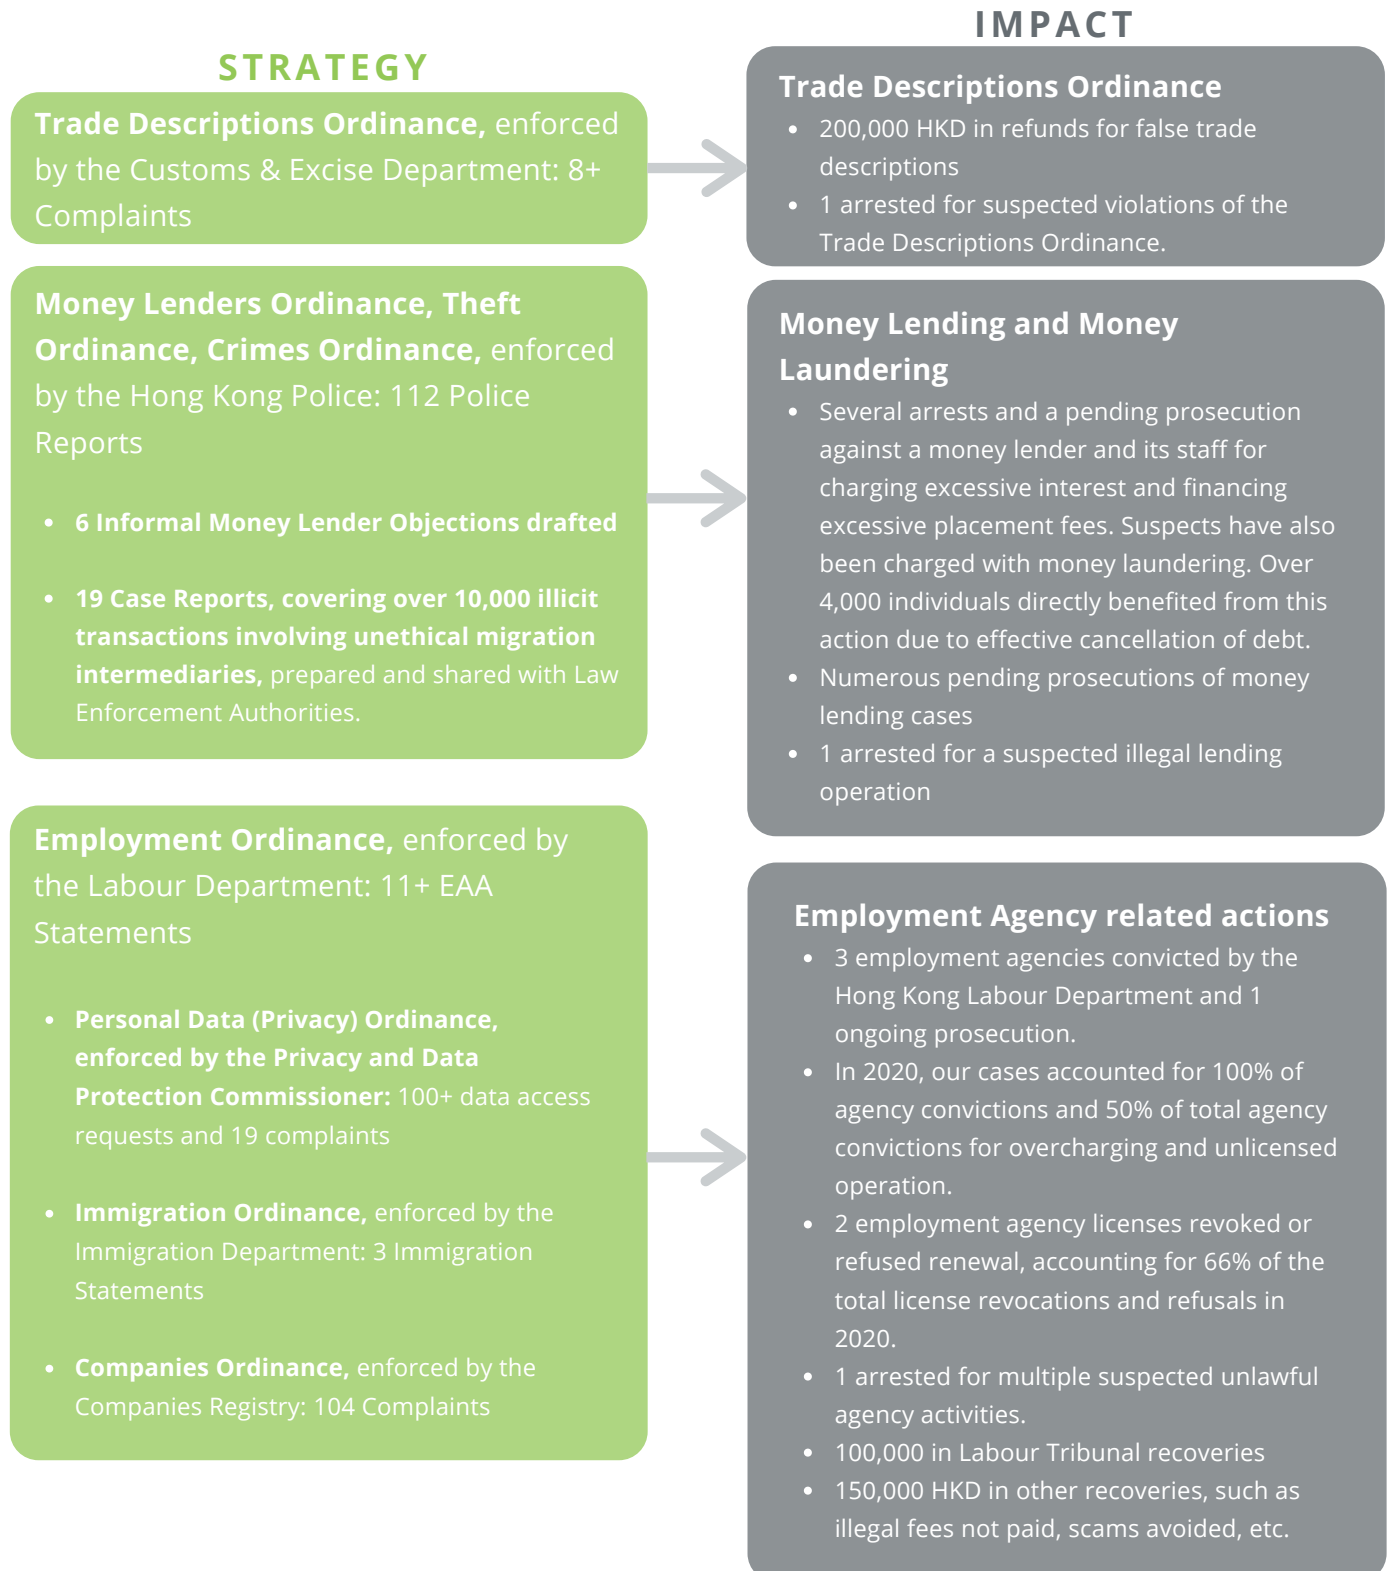 STRATEGY
Trade Descriptions Ordinance, enforced
by the Customs & Excise Department: 8+
Complaints
Money Lenders Ordinance, Theft
Ordinance, Crimes Ordinance, enforced
by the Hong Kong Police: 112 Police
Reports
• 6 Informal Money Lender Objections drafted
• 19 Case Reports, covering over 10,000 illicit
transactions involving unethical migration
intermediaries, prepared and shared with Law
Enforcement Authorities.
Employment Ordinance, enforced by
the Labour Department: 11+ EAA
Statements
• Personal Data (Privacy) Ordinance,
enforced by the Privacy and Data
Protection Commissioner: 100+ data access
requests and 19 complaints
• Immigration Ordinance, enforced by the
Immigration Department: 3 Immigration
Statements
• Companies Ordinance, enforced by the
Companies Registry: 104 Complaints
IMPACT
Trade Descriptions Ordinance
• 200,000 HKD in refunds for false trade
descriptions
• 1 arrested for suspected violations of the
Trade Descriptions Ordinance.
Money Lending and Money
Laundering
• Several arrests and a pending prosecution
against a money lender and its staff for
charging excessive interest and financing
excessive placement fees. Suspects have also
been charged with money laundering. Over
4,000 individuals directly benefited from this
action due to effective cancellation of debt.
• Numerous pending prosecutions of money
lending cases
• 1 arrested for a suspected illegal lending
operation
Employment Agency related actions
• 3 employment agencies convicted by the
Hong Kong Labour Department and 1
ongoing prosecution.
• In 2020, our cases accounted for 100% of
agency convictions and 50% of total agency
convictions for overcharging and unlicensed
operation.
• 2 employment agency licenses revoked or
refused renewal, accounting for 66% of the
total license revocations and refusals in
2020.
• 1 arrested for multiple suspected unlawful
agency activities.
• 100,000 in Labour Tribunal recoveries
• 150,000 HKD in other recoveries, such as
illegal fees not paid, scams avoided, etc.